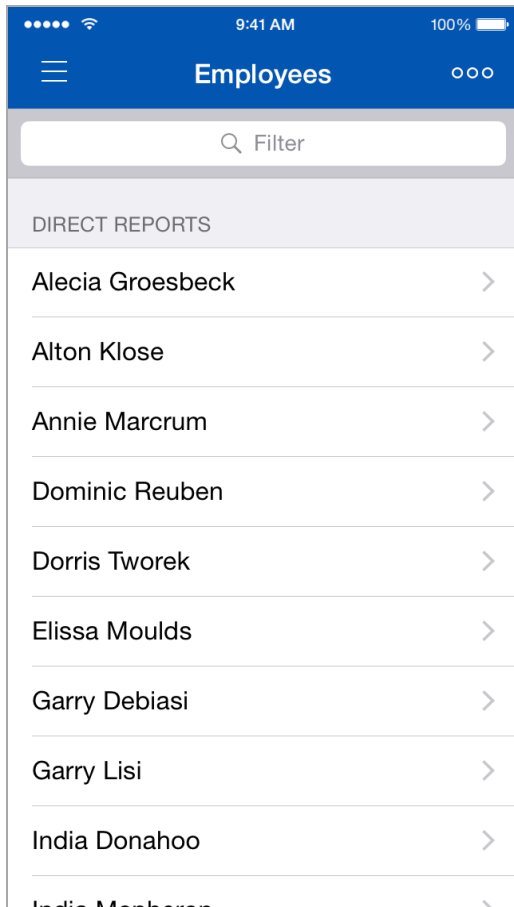 9:41 AM 100%
Employees
Filter
DIRECT REPORTS
Alecia Groesbeck
Alton Klose
Annie Marcrum
Dominic Reuben
Dorris Tworek
Elissa Moulds
Garry Debiasi
Garry Lisi
India Donahoo
India